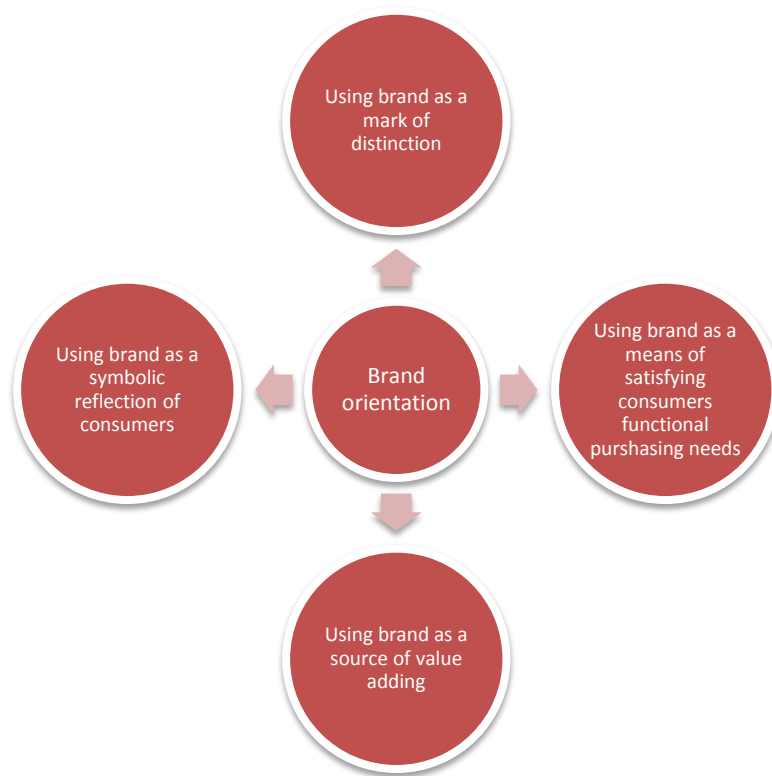 Using brand as a
mark of
distinction
Using brand as a
symbolic
reflection of
consumers
Brand
orientation
Using brand as a
means of
satisfying
consumers
functional
purshasing needs
Using brand as a
source of value
adding